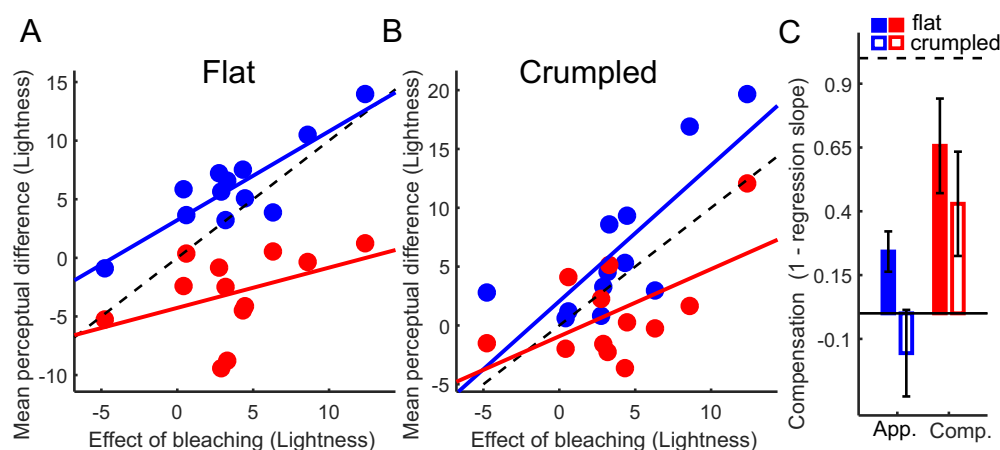 A
Flat
Mean perceptual difference (Lightness)
15
10
5
0
-5
-10
-5
0
5
10
Effect of bleaching (Lightness)
B
Crumpled
Mean perceptual difference (Lightness)
20
15
10
5
0
-5
-5
0
5
10
Effect of bleaching (Lightness)
C
flat
crumpled
Compensation (1 - regression slope)
0.9
0.65
0.4
0.15
-0.1
App.
Comp.